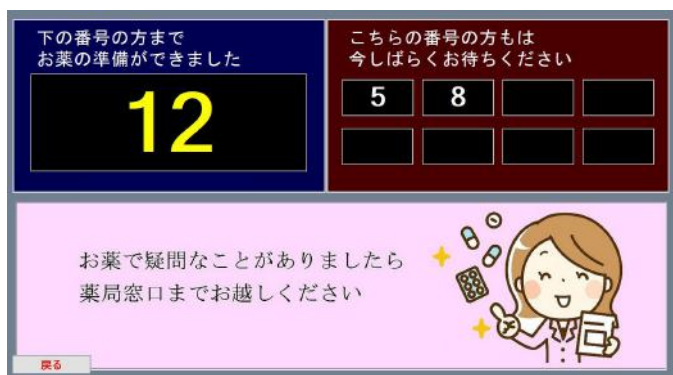 下の番号の方まで
お薬の準備ができました
12
こちらの番号の方もは
今しばらくお待ちください
5 8
お薬で疑問なことがありましたら
薬局窓口までお越しください
戻る